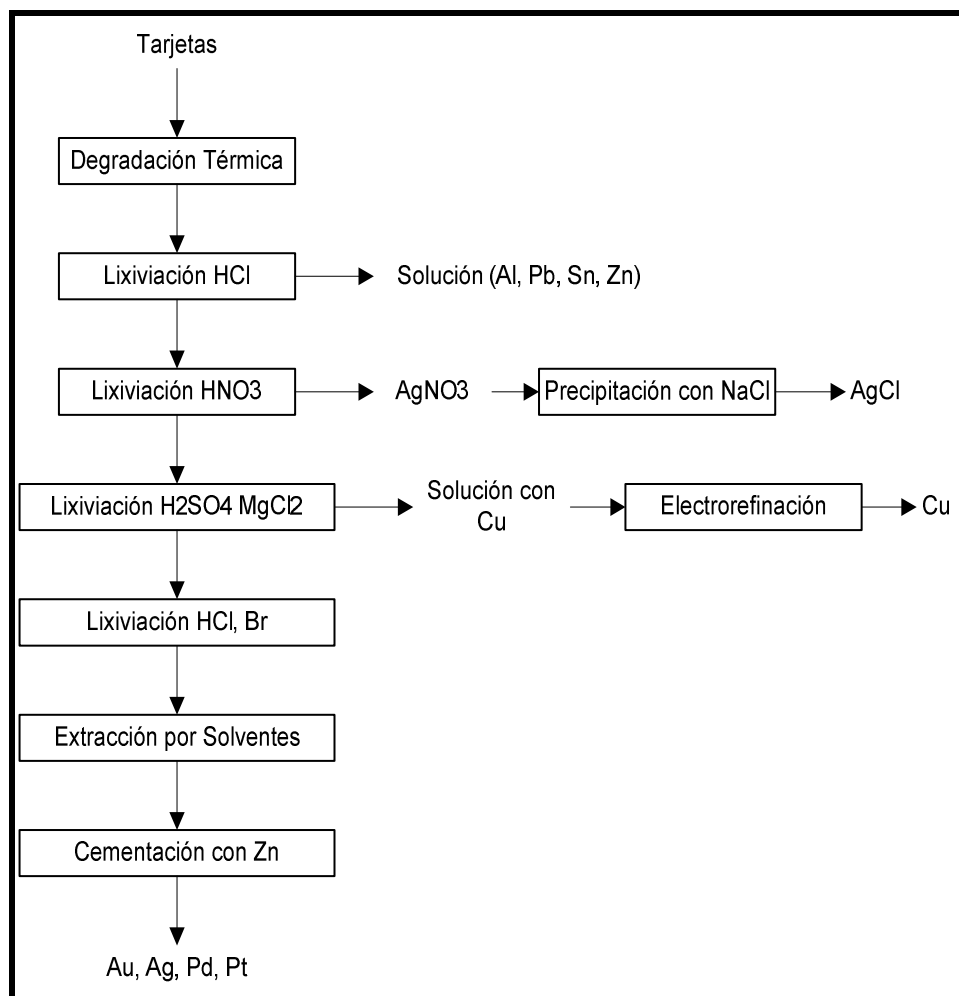 Tarjetas
Degradación Térmica
Lixiviación HCl
Solución (Al, Pb, Sn, Zn)
Lixiviación HNO3
AgNO3
Precipitación con NaCl
AgCl
Lixiviación H2SO4 MgCl2
Solución con
Cu
Electrorefinación
Cu
Lixiviación HCl, Br
Extracción por Solventes
Cementación con Zn
Au, Ag, Pd, Pt